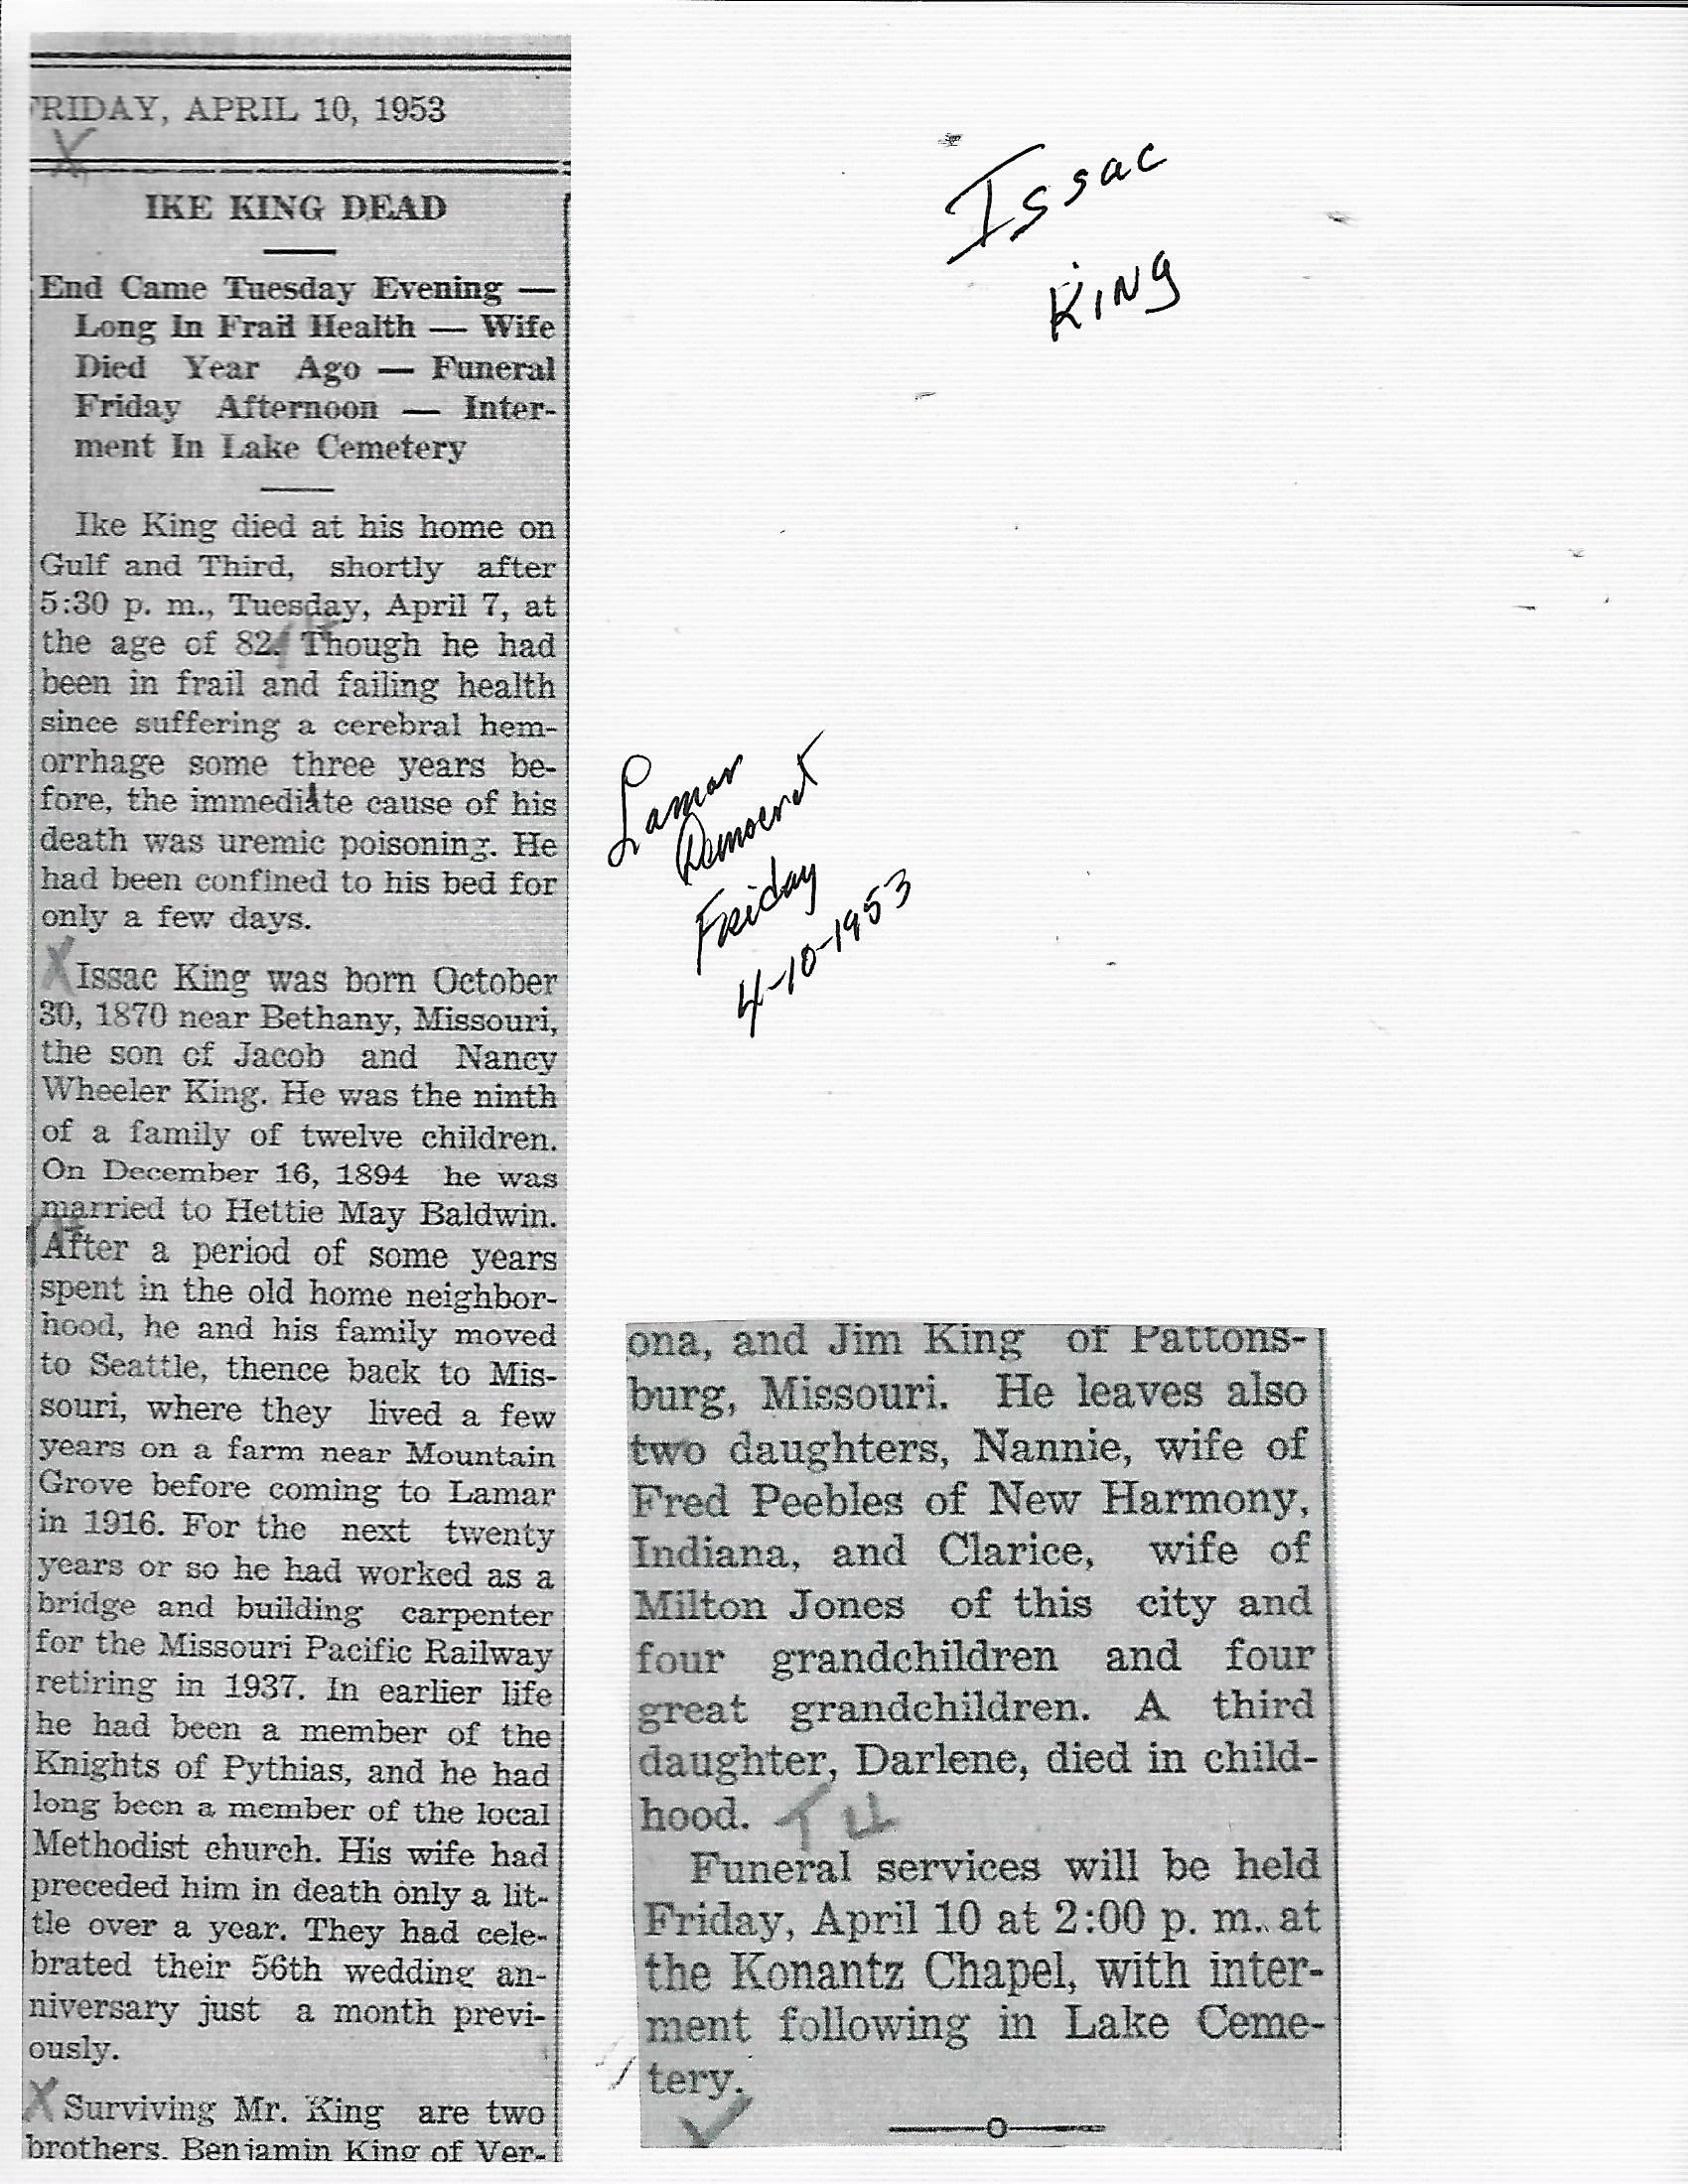 FRIDAY, APRIL 10, 1953
X
IKE KING DEAD
End Came Tuesday Evening —
Long In Frail Health — Wife
Died Year Ago — Funeral
Friday Afternoon — Inter-
ment In Lake Cemetery
Ike King died at his home on
Gulf and Third, shortly after
5:30 p. m., Tuesday, April 7, at
the age of 82. Though he had
been in frail and failing health
since suffering a cerebral hem-
orrhage some three years be-
fore, the immediate cause of his
death was uremic poisoning. He
had been confined to his bed for
only a few days.
X Issac King was born October
30, 1870 near Bethany, Missouri,
the son of Jacob and Nancy
Wheeler King. He was the ninth
of a family of twelve children.
On December 16, 1894 he was
married to Hettie May Baldwin.
After a period of some years
spent in the old home neighbor-
hood, he and his family moved
to Seattle, thence back to Mis-
souri, where they lived a few
years on a farm near Mountain
Grove before coming to Lamar
in 1916. For the next twenty
years or so he had worked as a
bridge and building carpenter
for the Missouri Pacific Railway
retiring in 1937. In earlier life
he had been a member of the
Knights of Pythias, and he had
long been a member of the local
Methodist church. His wife had
preceded him in death only a lit-
tle over a year. They had cele-
brated their 56th wedding an-
niversary just a month previ-
ously.
X Surviving Mr. King are two
brothers, Benjamin King of Ver-
Issac
King
Lamar
Democrat
Friday
4-10-1953
ona, and Jim King of Pattons-
burg, Missouri. He leaves also
two daughters, Nannie, wife of
Fred Peebles of New Harmony,
Indiana, and Clarice, wife of
Milton Jones of this city and
four grandchildren and four
great grandchildren. A third
daughter, Darlene, died in child-
hood.
Funeral services will be held
Friday, April 10 at 2:00 p. m. at
the Konantz Chapel, with inter-
ment following in Lake Ceme-
tery.